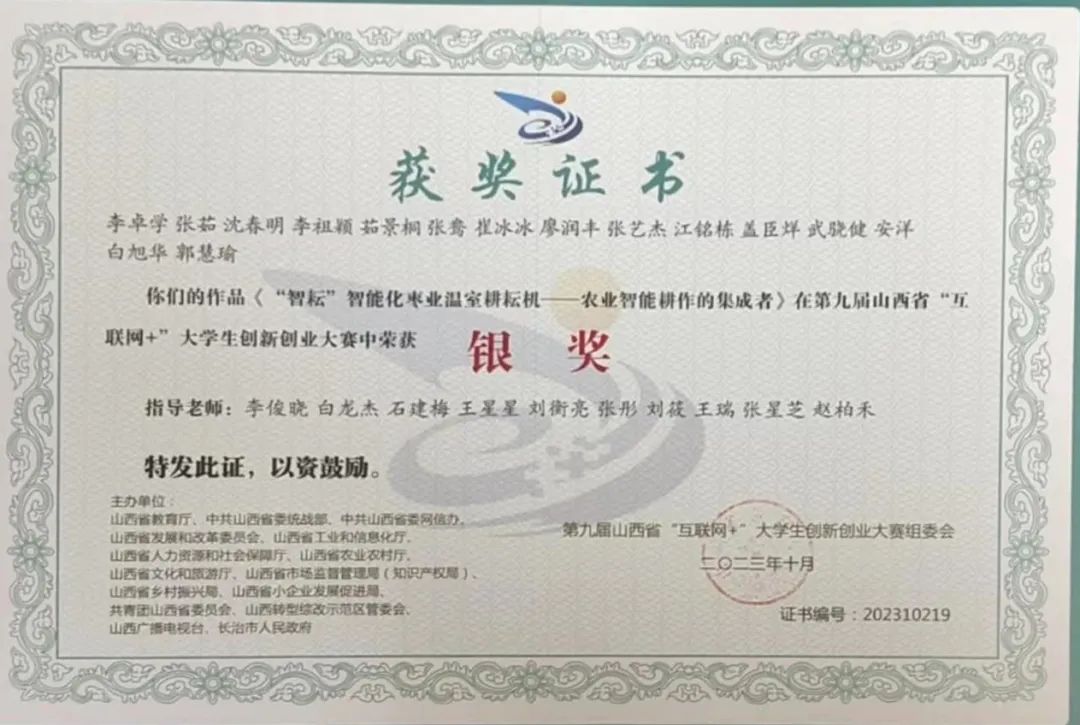 获奖证书
李卓学 张茹 沈春明 李祖颖 茹景桐 张鸯 崔冰冰 廖润丰 张艺杰 江铭栋 盖臣烊 武骁健 安洋
白旭华 郭慧瑜
你们的作品《“智耘”智能化枣业温室耕耘机——农业智能耕作的集成者》在第九届山西省“互
联网+”大学生创新创业大赛中荣获 银奖
指导老师：李俊晓 白龙杰 石建梅 王星星 刘衡亮 张彤 刘筱 王瑞 张星芝 赵柏禾
特发此证，以资鼓励。
主办单位：
山西省教育厅、中共山西省委统战部、中共山西省委网信办、
山西省发展和改革委员会、山西省工业和信息化厅、
山西省人力资源和社会保障厅、山西省农业农村厅、
山西省文化和旅游厅、山西省市场监督管理局（知识产权局）、
山西省乡村振兴局、山西省小企业发展促进局、
共青团山西省委员会、山西转型综改示范区管委会、
山西广播电视台、长治市人民政府
第九届山西省“互联网+”大学生创新创业大赛组委会
二〇二三年十月
证书编号：202310219